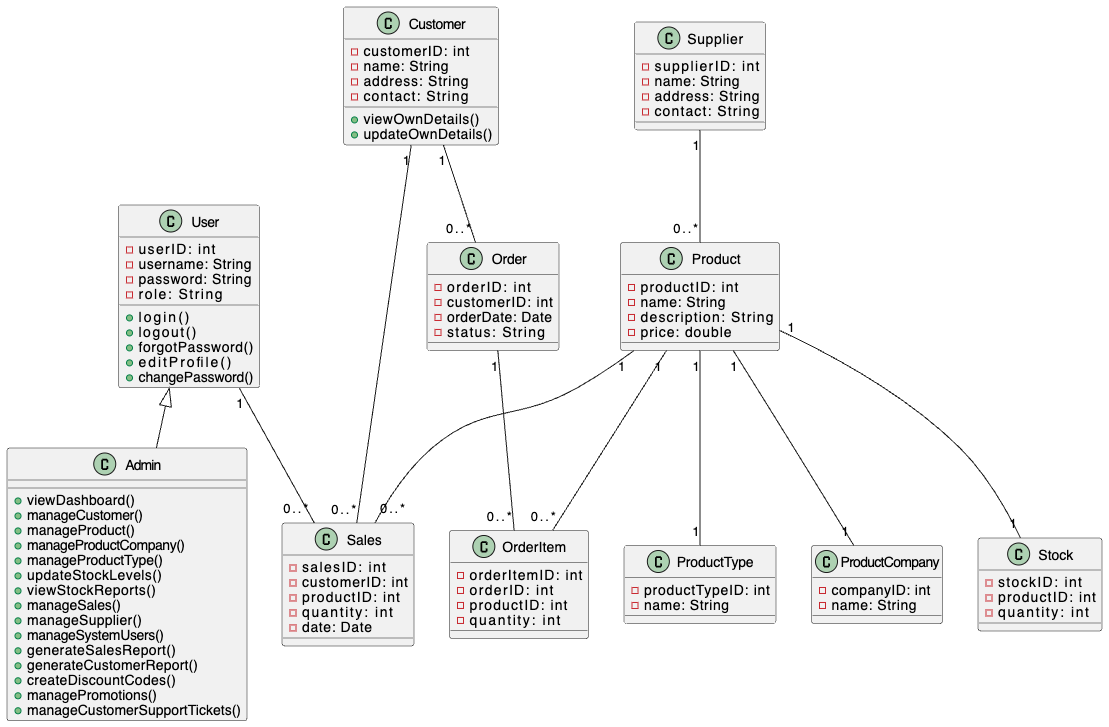 C Customer
customerID: int
name: String
address: String
contact: String
viewOwnDetails()
updateOwnDetails()
C Supplier
supplierID: int
name: String
address: String
contact: String
1
1
1
C User
userID: int
username: String
password: String
role: String
login()
logout()
forgotPassword()
editProfile()
changePassword()
0..*
0..*
C Order
orderID: int
customerID: int
orderDate: Date
status: String
C Product
productID: int
name: String
description: String
price: double
1
1
1
1
1
1
1
1
C Admin
viewDashboard()
manageCustomer()
manageProduct()
manageProductCompany()
manageProductType()
updateStockLevels()
viewStockReports()
manageSales()
manageSupplier()
manageSystemUsers()
generateSalesReport()
generateCustomerReport()
createDiscountCodes()
managePromotions()
manageCustomerSupportTickets()
0..*
0..*
0..*
0..*
0..*
1
1
1
C Sales
salesID: int
customerID: int
productID: int
quantity: int
date: Date
C OrderItem
orderItemID: int
orderID: int
productID: int
quantity: int
C ProductType
productTypeID: int
name: String
C ProductCompany
companyID: int
name: String
C Stock
stockID: int
productID: int
quantity: int